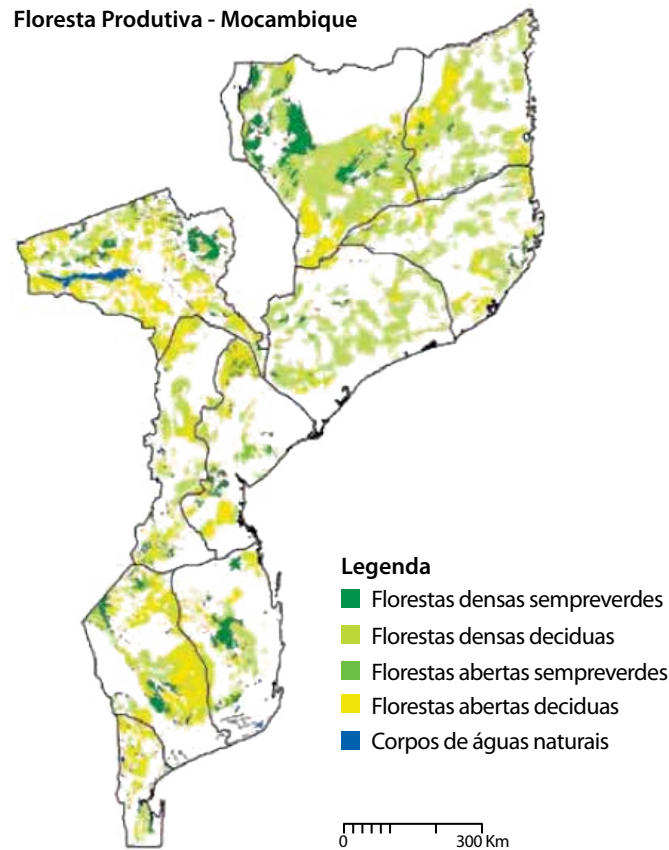 Floresta Produtiva - Mocambique
Legenda
Florestas densas sempreverdes
Florestas densas deciduas
Florestas abertas sempreverdes
Florestas abertas deciduas
Corpos de águas naturais
0 300 Km